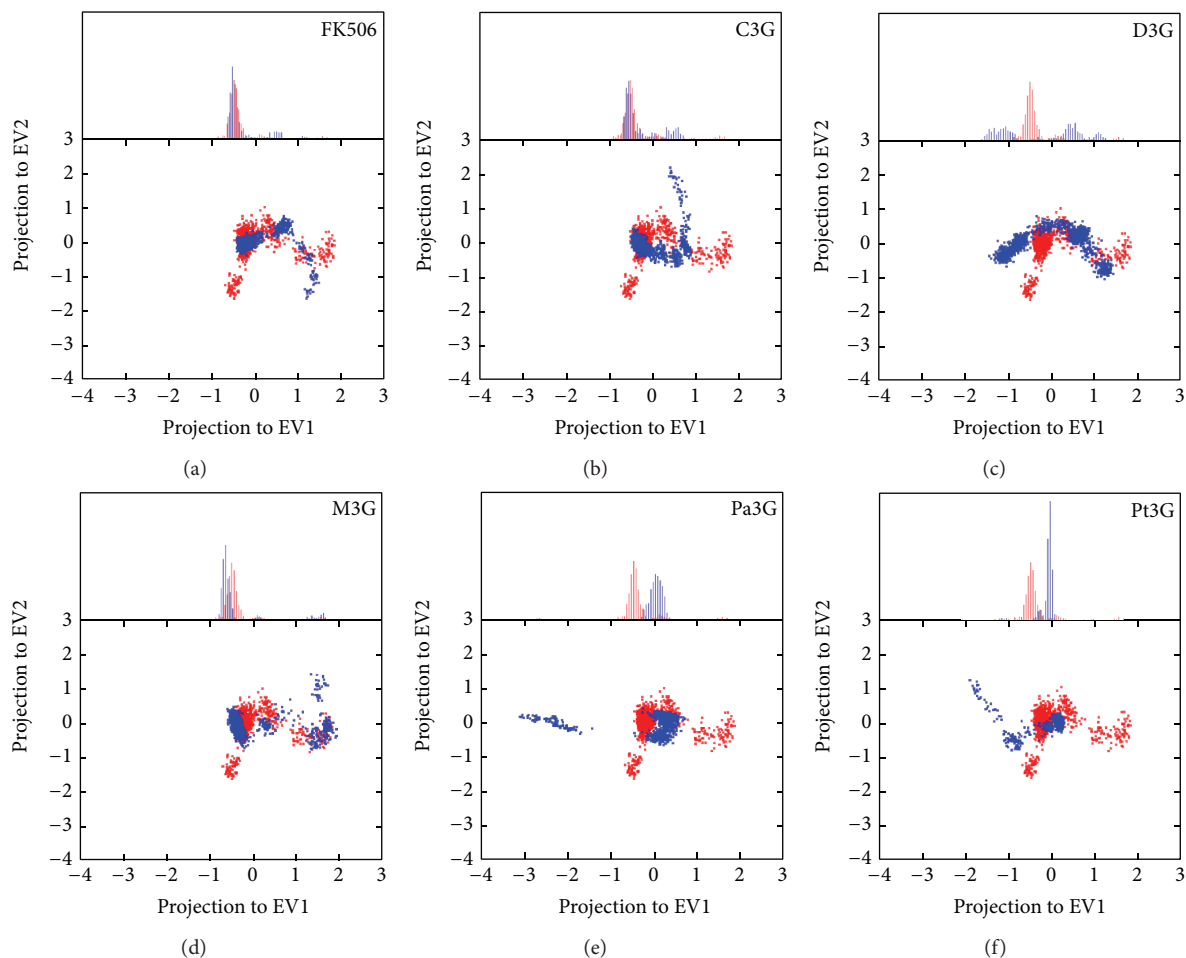 FK506
C3G
D3G
Projection to EV2
Projection to EV2
Projection to EV2
3
2
1
0
−1
−2
−3
−4
3
2
1
0
−1
−2
−3
−4
3
2
1
0
−1
−2
−3
−4
−4 −3 −2 −1 0 1 2 3
−4 −3 −2 −1 0 1 2 3
−4 −3 −2 −1 0 1 2 3
Projection to EV1
Projection to EV1
Projection to EV1
(a)
(b)
(c)
M3G
Pa3G
Pt3G
Projection to EV2
Projection to EV2
Projection to EV2
3
2
1
0
−1
−2
−3
−4
3
2
1
0
−1
−2
−3
−4
3
2
1
0
−1
−2
−3
−4
−4 −3 −2 −1 0 1 2 3
−4 −3 −2 −1 0 1 2 3
−4 −3 −2 −1 0 1 2 3
Projection to EV1
Projection to EV1
Projection to EV1
(d)
(e)
(f)